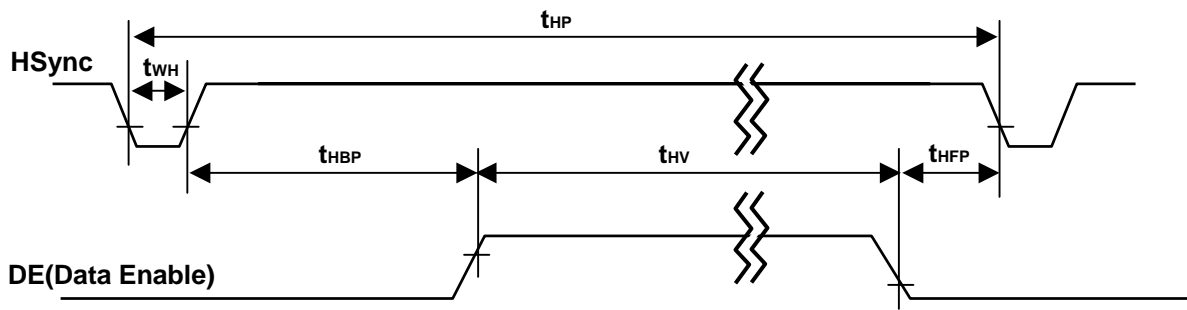 tHP
HSync
tWH
tHBP
tHV
tHFP
DE(Data Enable)